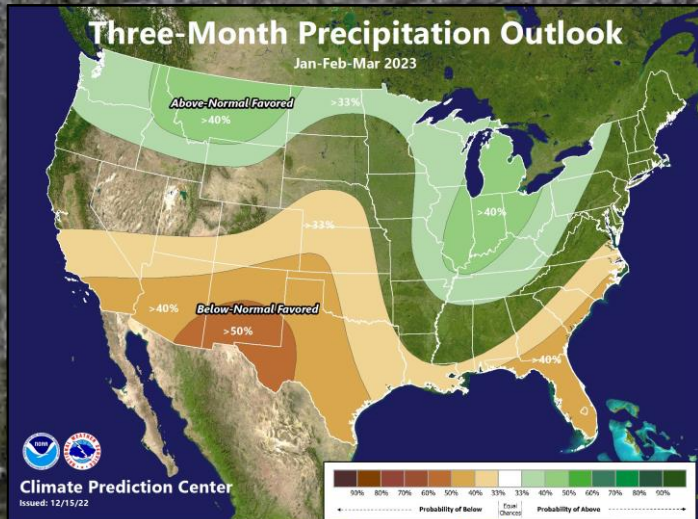 Three-Month Precipitation Outlook
Jan-Feb-Mar 2023
Above-Normal Favored
>40%
>33%
>40%
>33%
>40%
Below-Normal Favored
>50%
>40%
Climate Prediction Center
Issued: 12/15/22
90% 80% 70% 60% 50% 40% 33% 33% 40% 50% 60% 70% 80% 90%
Probability of Below Equal Chances Probability of Above